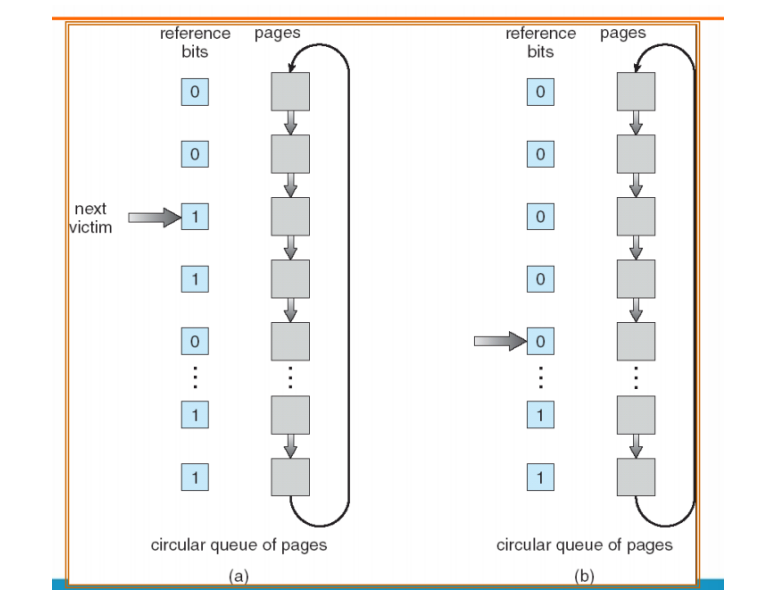 reference pages
bits
0
0
next
victim
1
1
0
1
1
circular queue of pages
(a)
reference pages
bits
0
0
0
0
0
1
1
circular queue of pages
(b)